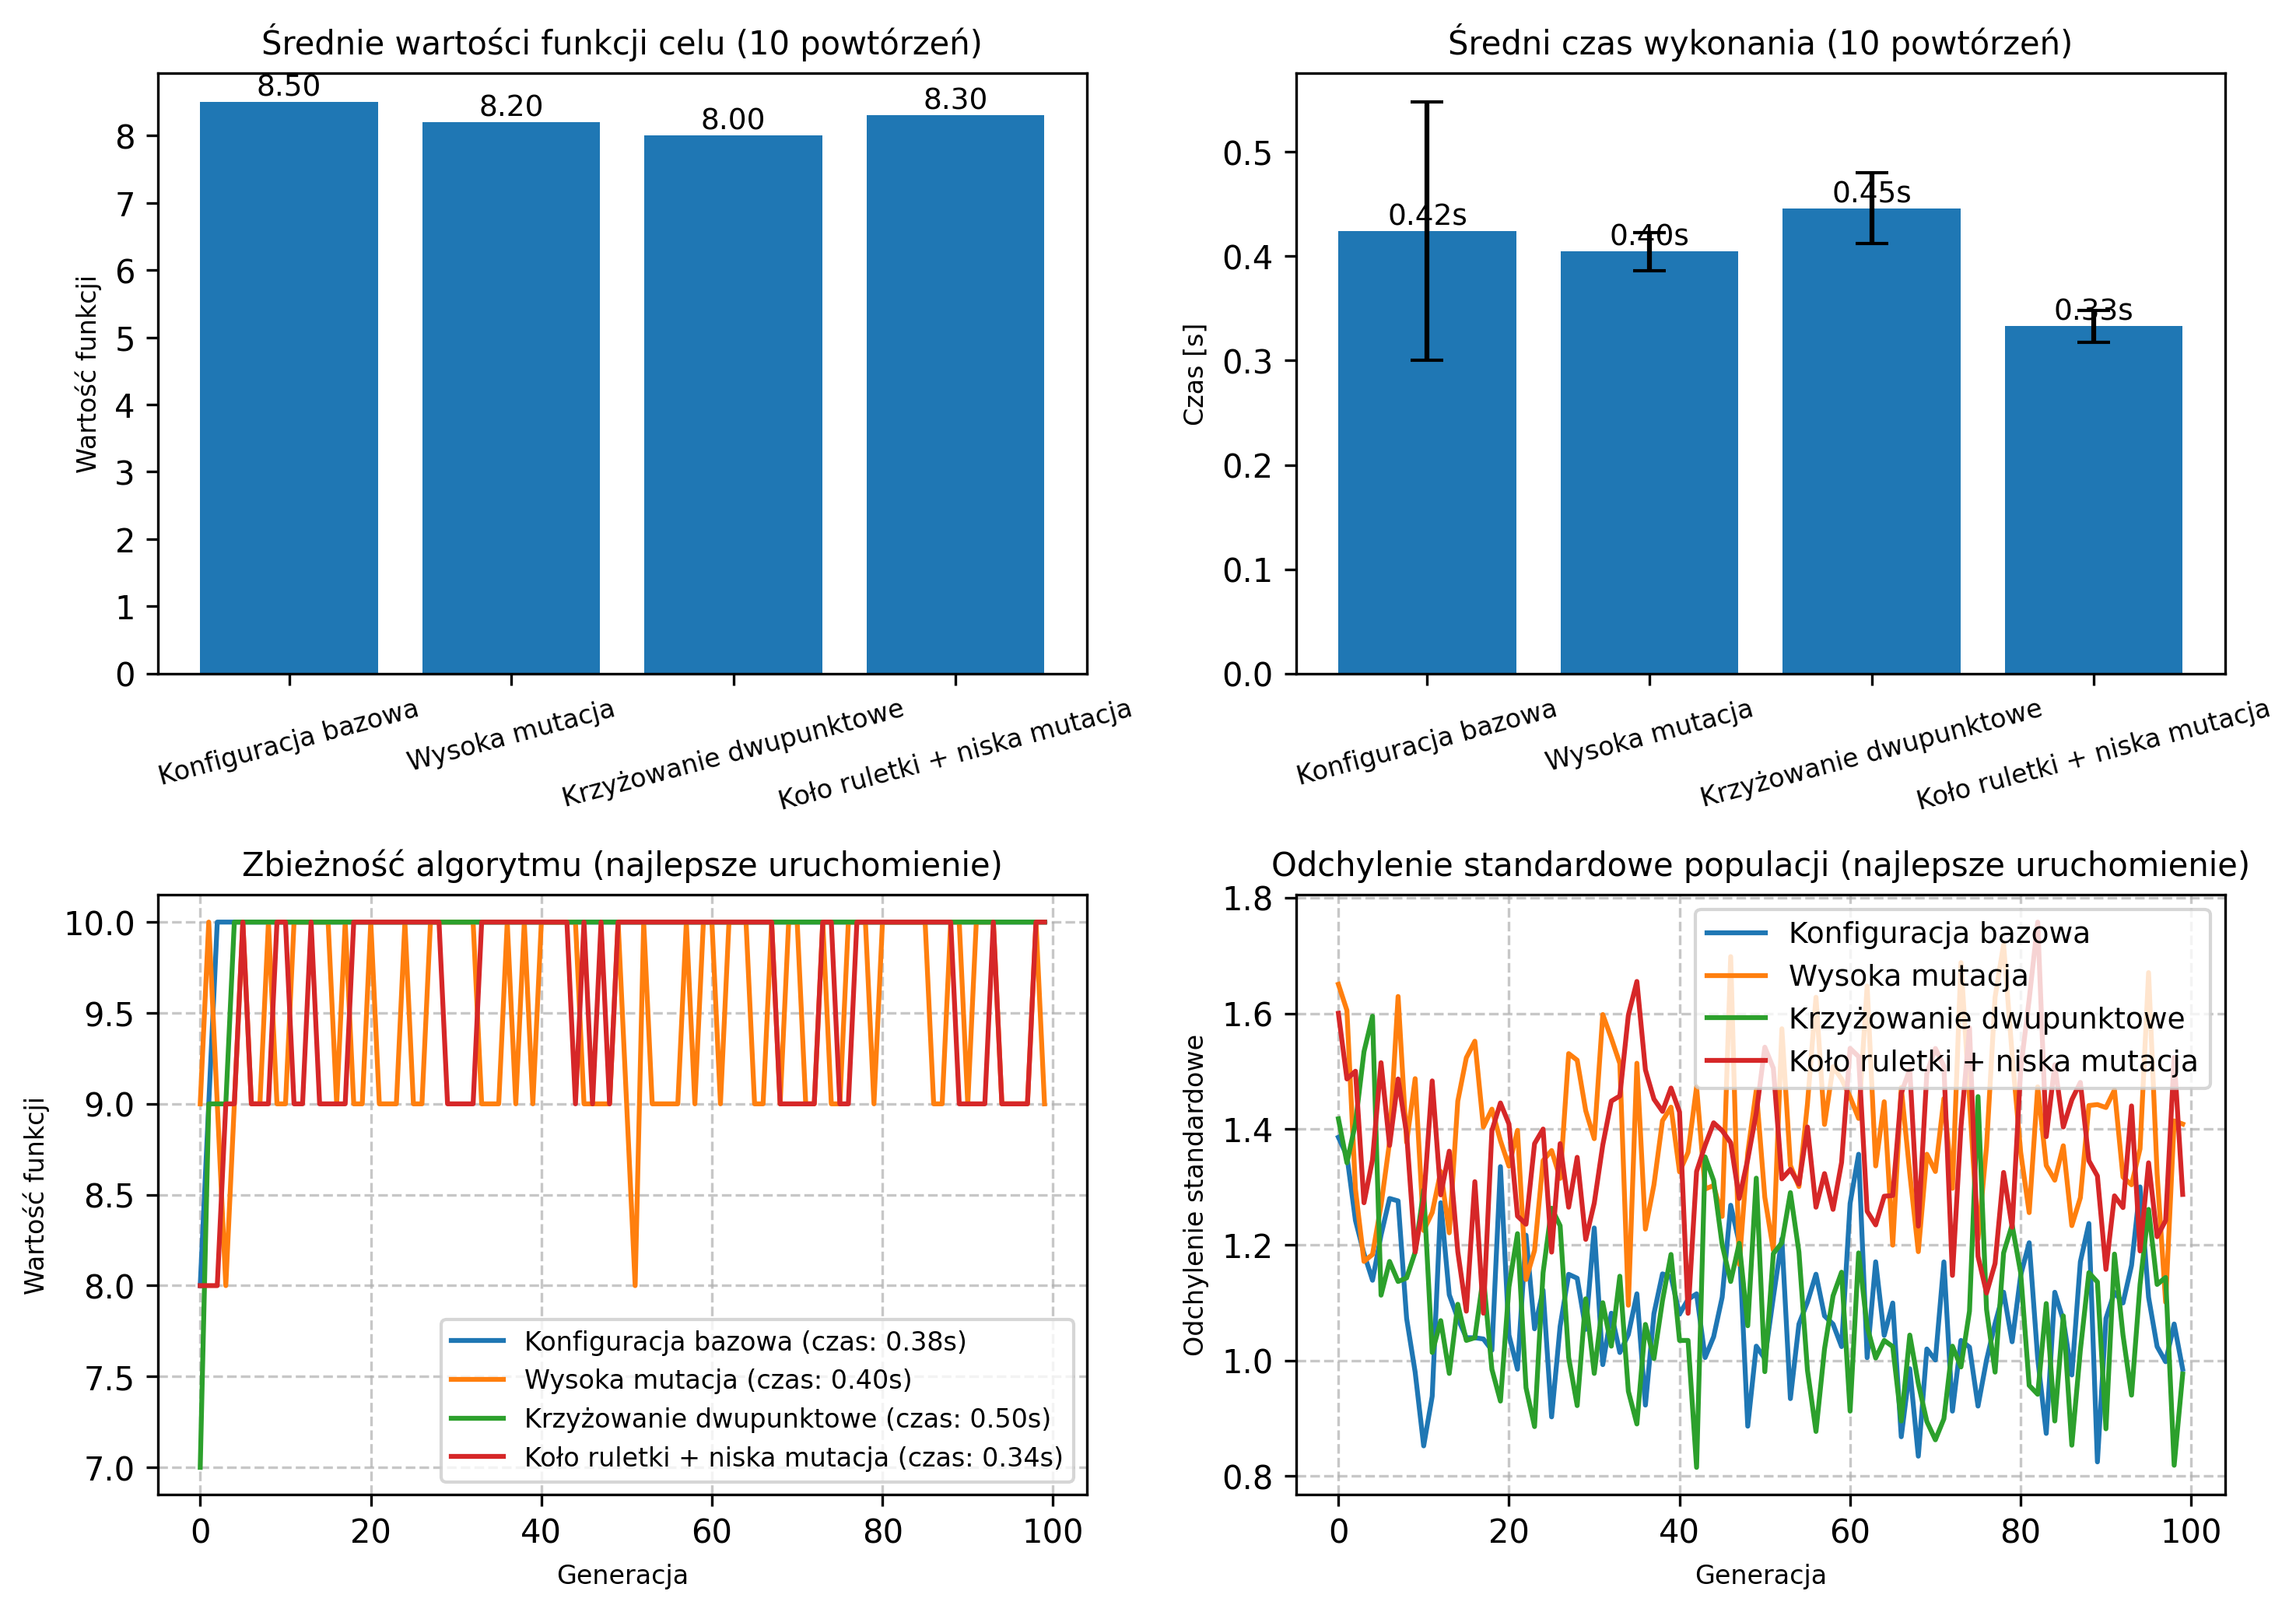 Średnie wartości funkcji celu (10 powtórzeń)
8.50
8.20
8.00
8.30
8
7
6
5
4
3
2
1
0
Wartość funkcji
Konfiguracja bazowa
Wysoka mutacja
Krzyżowanie dwupunktowe
Koło ruletki + niska mutacja
Średni czas wykonania (10 powtórzeń)
0.42s
0.40s
0.45s
0.33s
0.5
0.4
0.3
0.2
0.1
0.0
Czas [s]
Konfiguracja bazowa
Wysoka mutacja
Krzyżowanie dwupunktowe
Koło ruletki + niska mutacja
Zbieżność algorytmu (najlepsze uruchomienie)
10.0
9.5
9.0
8.5
8.0
7.5
7.0
Wartość funkcji
Konfiguracja bazowa (czas: 0.38s)
Wysoka mutacja (czas: 0.40s)
Krzyżowanie dwupunktowe (czas: 0.50s)
Koło ruletki + niska mutacja (czas: 0.34s)
0 20 40 60 80 100
Generacja
Odchylenie standardowe populacji (najlepsze uruchomienie)
1.8
1.6
1.4
1.2
1.0
0.8
Odchylenie standardowe
Konfiguracja bazowa
Wysoka mutacja
Krzyżowanie dwupunktowe
Koło ruletki + niska mutacja
0 20 40 60 80 100
Generacja